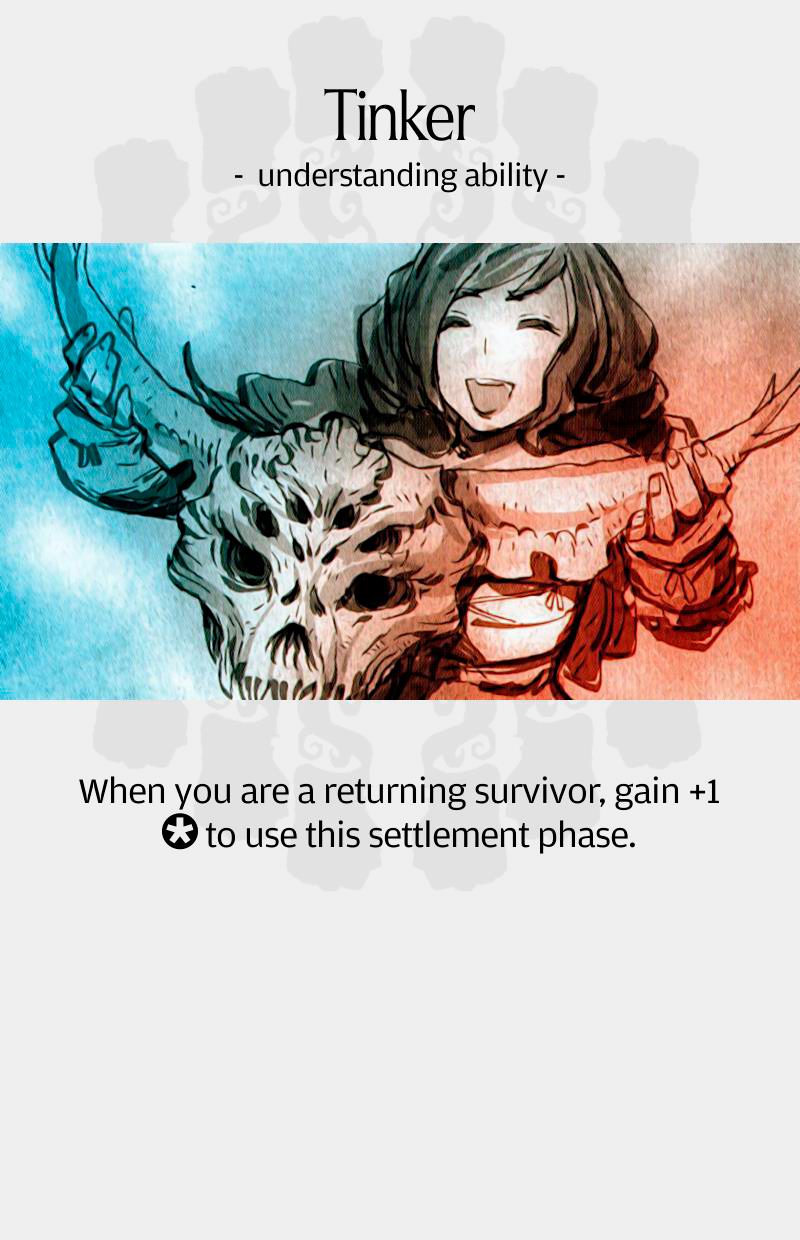 Tinker
- understanding ability -
When you are a returning survivor, gain +1
to use this settlement phase.